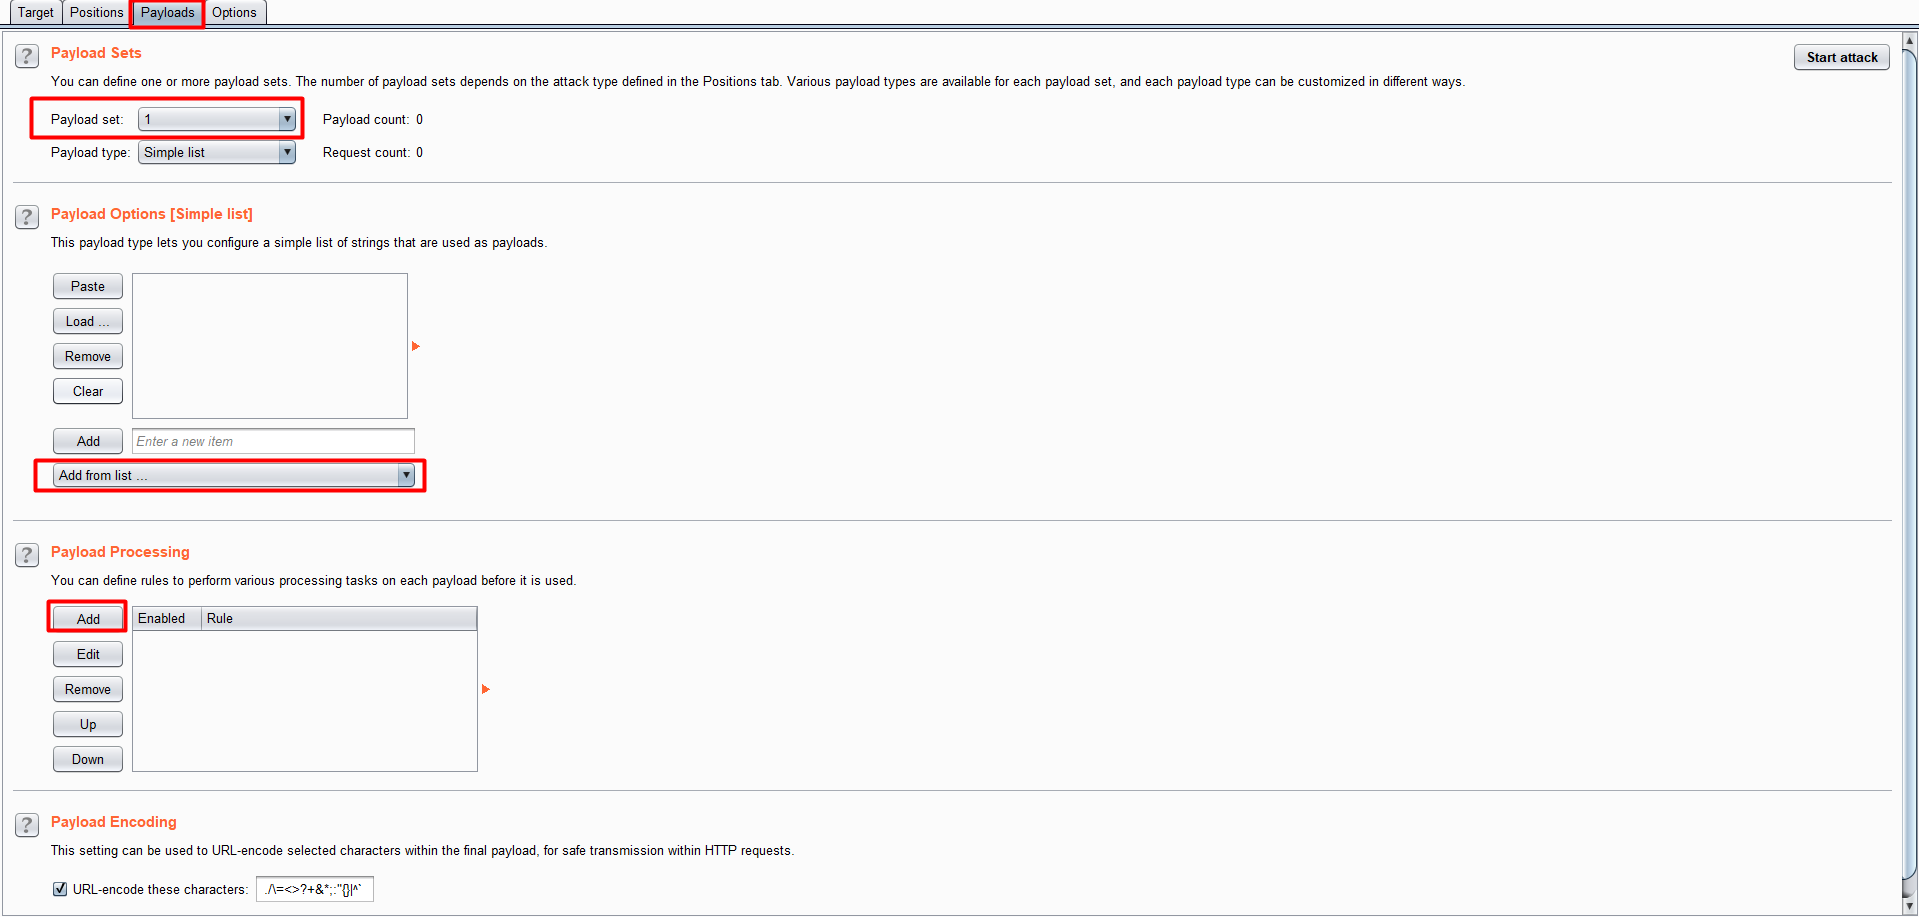 Target Positions Payloads Options
? Payload Sets
Start attack
You can define one or more payload sets. The number of payload sets depends on the attack type defined in the Positions tab. Various payload types are available for each payload set, and each payload type can be customized in different ways.
Payload set: 1 Payload count: 0
Payload type: Simple list Request count: 0
? Payload Options [Simple list]
This payload type lets you configure a simple list of strings that are used as payloads.
Paste
Load ...
Remove
Clear
Add Enter a new item
Add from list ...
? Payload Processing
You can define rules to perform various processing tasks on each payload before it is used.
Add Enabled Rule
Edit
Remove
Up
Down
? Payload Encoding
This setting can be used to URL-encode selected characters within the final payload, for safe transmission within HTTP requests.
URL-encode these characters: ./\=<>?+&*;:"{}|^`